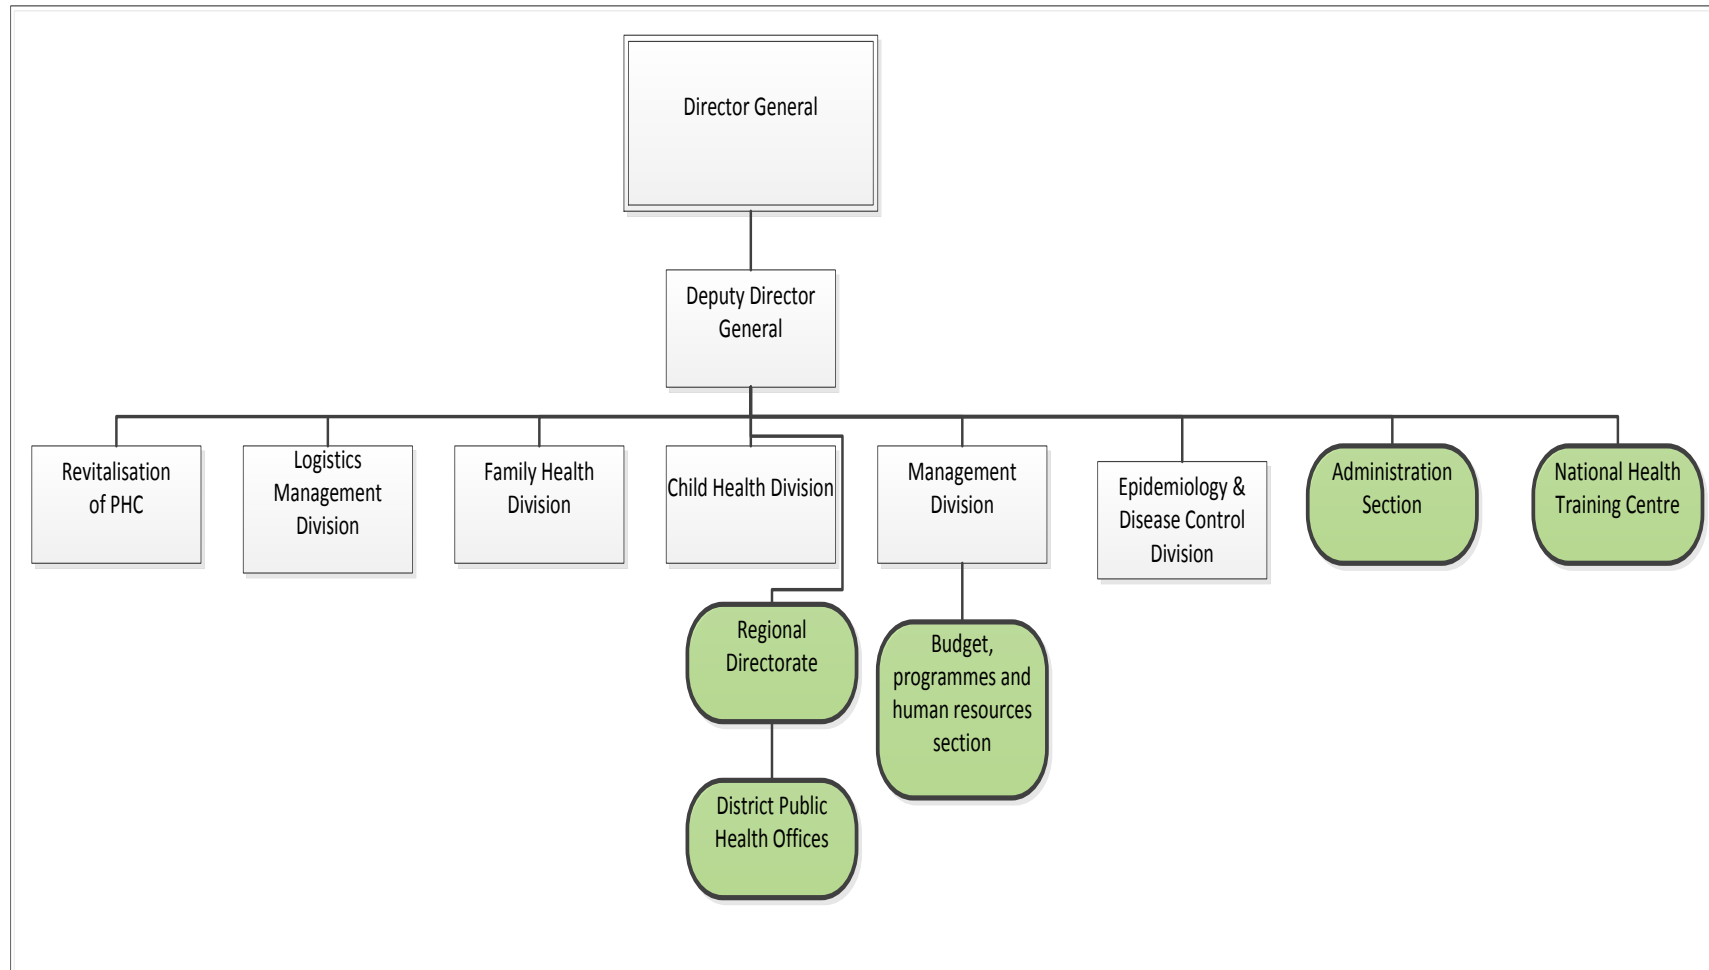 Director General
Deputy Director
General
Revitalisation
of PHC
Logistics
Management
Division
Family Health
Division
Child Health Division
Management
Division
Epidemiology &
Disease Control
Division
Administration
Section
National Health
Training Centre
Regional
Directorate
Budget,
programmes and
human resources
section
District Public
Health Offices